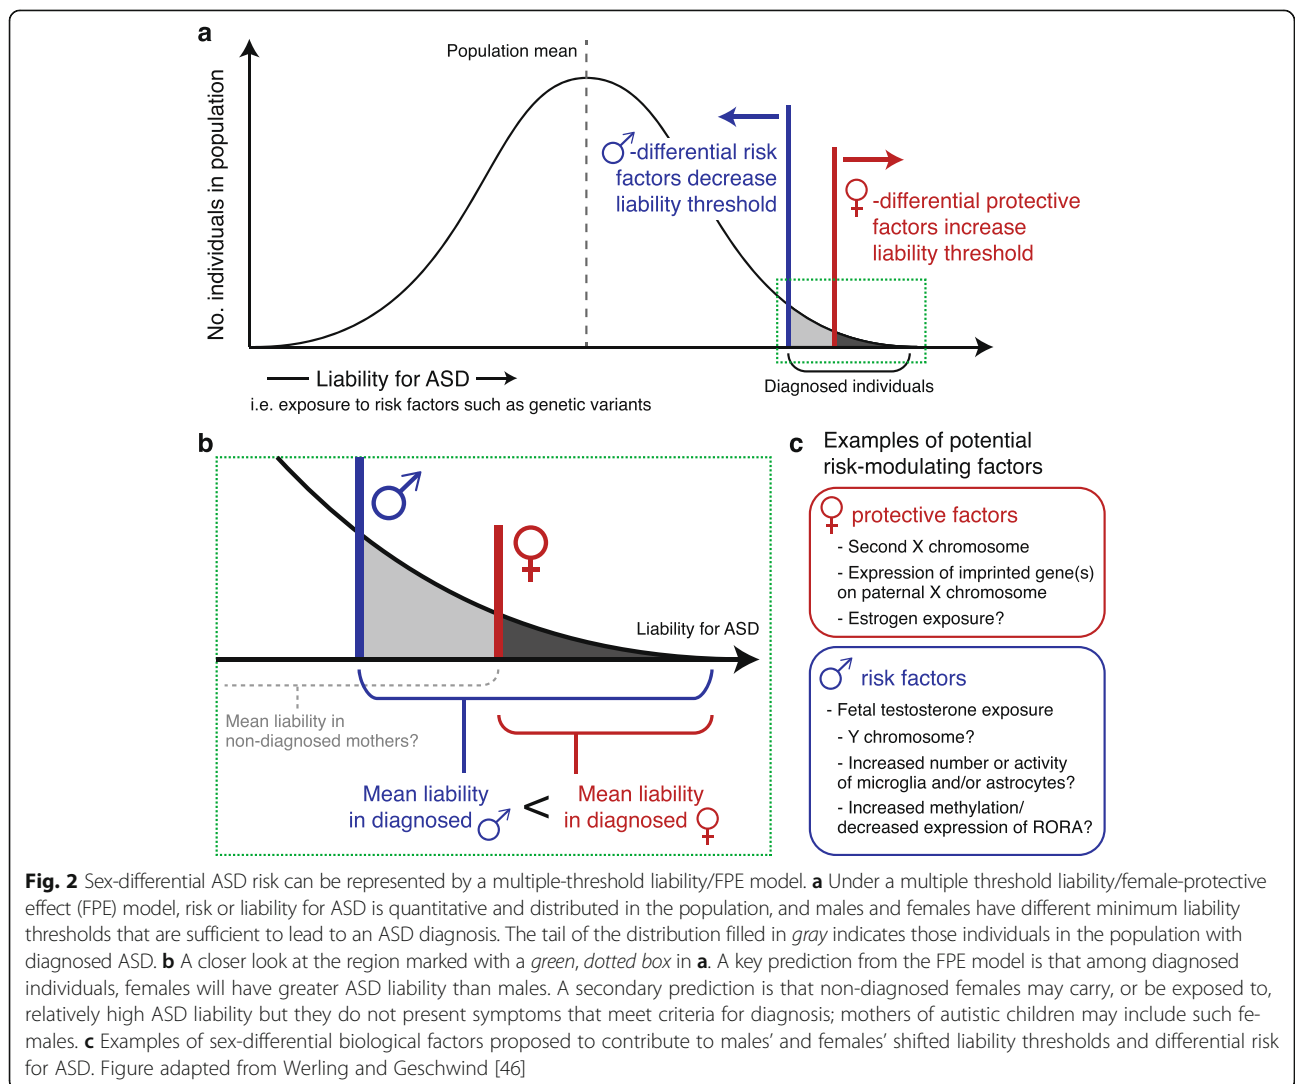 a
Population mean
No. individuals in population
♂-differential risk
factors decrease
liability threshold
♀-differential protective
factors increase
liability threshold
Liability for ASD
i.e. exposure to risk factors such as genetic variants
Diagnosed individuals
b
Liability for ASD
Mean liability in
non-diagnosed mothers?
Mean liability
in diagnosed ♂
<
Mean liability
in diagnosed ♀
c
Examples of potential
risk-modulating factors
♀ protective factors
- Second X chromosome
- Expression of imprinted gene(s)
on paternal X chromosome
- Estrogen exposure?
♂ risk factors
- Fetal testosterone exposure
- Y chromosome?
- Increased number or activity
of microglia and/or astrocytes?
- Increased methylation/
decreased expression of RORA?
Fig. 2 Sex-differential ASD risk can be represented by a multiple-threshold liability/FPE model. a Under a multiple threshold liability/female-protective
effect (FPE) model, risk or liability for ASD is quantitative and distributed in the population, and males and females have different minimum liability
thresholds that are sufficient to lead to an ASD diagnosis. The tail of the distribution filled in gray indicates those individuals in the population with
diagnosed ASD. b A closer look at the region marked with a green, dotted box in a. A key prediction from the FPE model is that among diagnosed
individuals, females will have greater ASD liability than males. A secondary prediction is that non-diagnosed females may carry, or be exposed to,
relatively high ASD liability but they do not present symptoms that meet criteria for diagnosis; mothers of autistic children may include such fe-
males. c Examples of sex-differential biological factors proposed to contribute to males' and females' shifted liability thresholds and differential risk
for ASD. Figure adapted from Werling and Geschwind [46]